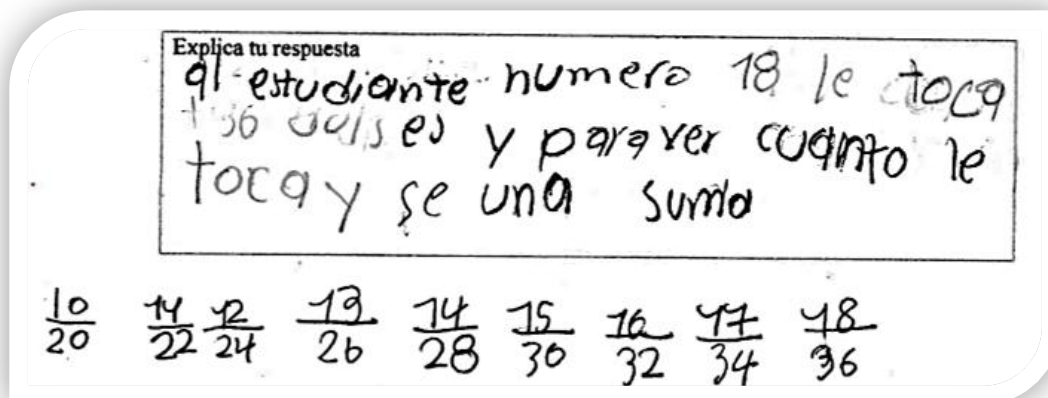 Explica tu respuesta
al estudiante numero 18 le toca
36 dulses y para ver cuanto le
toca y se una suma
10/20 11/22 12/24 13/26 14/28 15/30 16/32 17/34 18/36